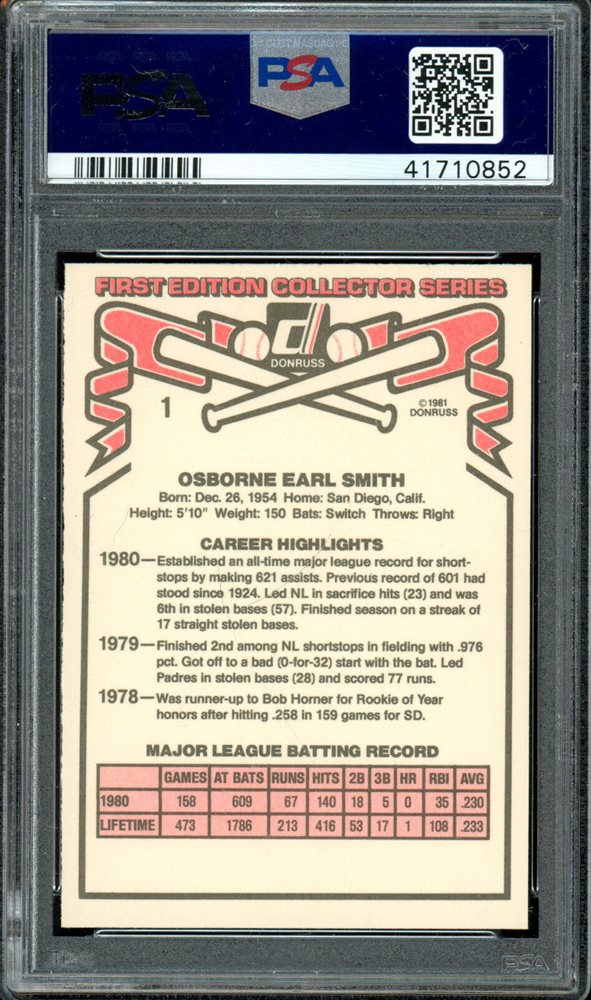 PSA
PSA
41710852
FIRST EDITION COLLECTOR SERIES
d
DONRUSS
1
©1981
DONRUSS
OSBORNE EARL SMITH
Born: Dec. 26, 1954 Home: San Diego, Calif.
Height: 5'10" Weight: 150 Bats: Switch Throws: Right
CAREER HIGHLIGHTS
1980—Established an all-time major league record for short-
stops by making 621 assists. Previous record of 601 had
stood since 1924. Led NL in sacrifice hits (23) and was
6th in stolen bases (57). Finished season on a streak of
17 straight stolen bases.
1979—Finished 2nd among NL shortstops in fielding with .976
pct. Got off to a bad (0-for-32) start with the bat. Led
Padres in stolen bases (28) and scored 77 runs.
1978—Was runner-up to Bob Horner for Rookie of Year
honors after hitting .258 in 159 games for SD.
MAJOR LEAGUE BATTING RECORD
GAMES AT BATS RUNS HITS 2B 3B HR RBI AVG
1980 158 609 67 140 18 5 0 35 .230
LIFETIME 473 1786 213 416 53 17 1 108 .233
PSA